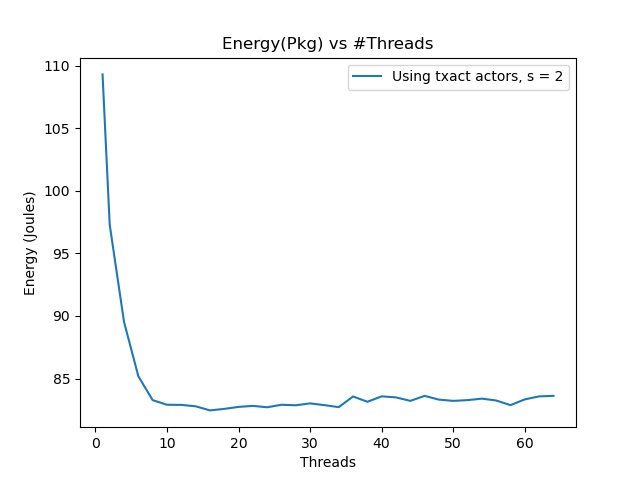 Energy(Pkg) vs #Threads
Using txact actors, s = 2
110
105
100
95
90
85
Energy (Joules)
0 10 20 30 40 50 60
Threads